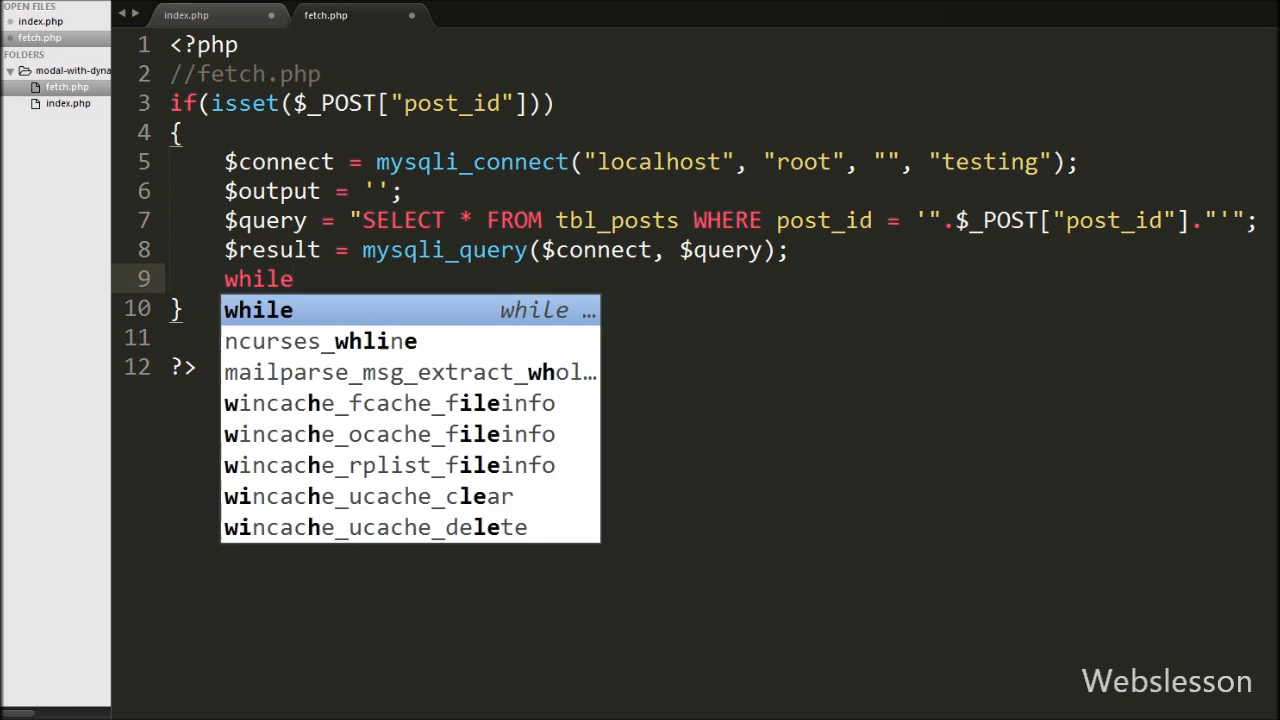 OPEN FILES
index.php
fetch.php
FOLDERS
modal-with-dyna
fetch.php
index.php
index.php
fetch.php
1 <?php
2 //fetch.php
3 if(isset($_POST["post_id"]))
4 {
5 $connect = mysqli_connect("localhost", "root", "", "testing");
6 $output = '';
7 $query = "SELECT * FROM tbl_posts WHERE post_id = '".$_POST["post_id"]."'";
8 $result = mysqli_query($connect, $query);
9 while
10 }
11
12 ?>
while while …
ncurses_whline
mailparse_msg_extract_whol…
wincache_fcache_fileinfo
wincache_ocache_fileinfo
wincache_rplist_fileinfo
wincache_ucache_clear
wincache_ucache_delete
Webslesson